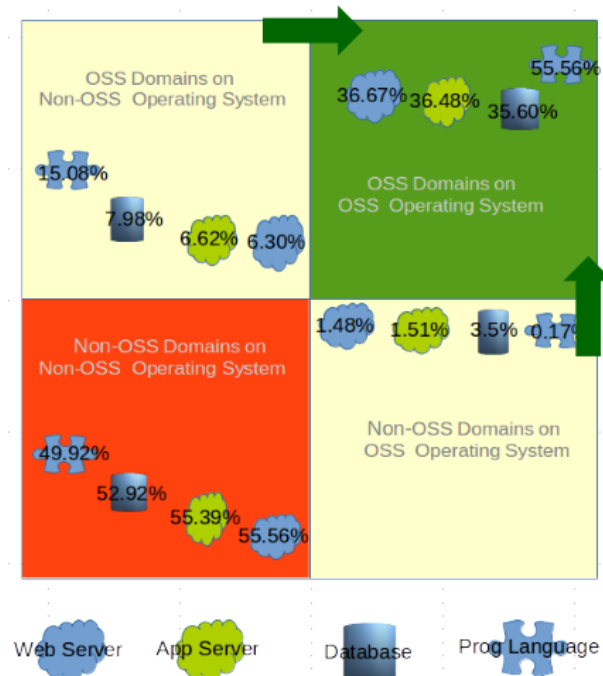 OSS Domains on
Non-OSS Operating System
15.08%
7.98%
6.62%
6.30%
36.67%
36.48%
35.60%
55.56%
OSS Domains on
OSS Operating System
Non-OSS Domains on
Non-OSS Operating System
49.92%
52.92%
55.39%
55.56%
1.48%
1.51%
3.5%
0.17%
Non-OSS Domains on
OSS Operating System
Web Server
App Server
Database
Prog Language